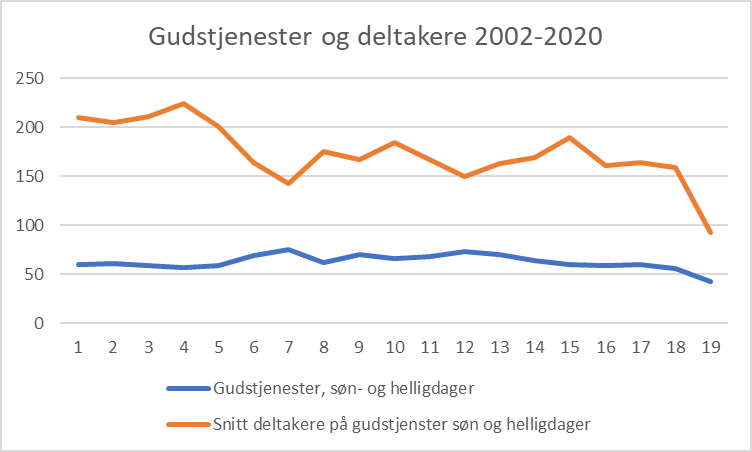 Gudstjenester og deltakere 2002-2020
250
200
150
100
50
0
1 2 3 4 5 6 7 8 9 10 11 12 13 14 15 16 17 18 19
Gudstjenester, søn- og helligdager
Snitt deltakere på gudstjenster søn og helligdager